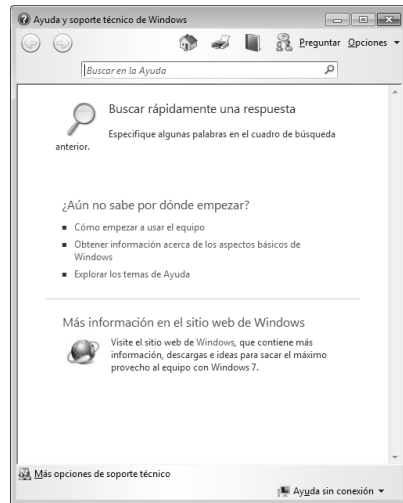 Ayuda y soporte técnico de Windows
Preguntar Opciones
Buscar en la Ayuda
Buscar rápidamente una respuesta
Especifique algunas palabras en el cuadro de búsqueda
anterior.
¿Aún no sabe por dónde empezar?
Cómo empezar a usar el equipo
Obtener información acerca de los aspectos básicos de
Windows
Explorar los temas de Ayuda
Más información en el sitio web de Windows
Visite el sitio web de Windows, que contiene más
información, descargas e ideas para sacar el máximo
provecho al equipo con Windows 7.
Más opciones de soporte técnico
Ayuda sin conexión